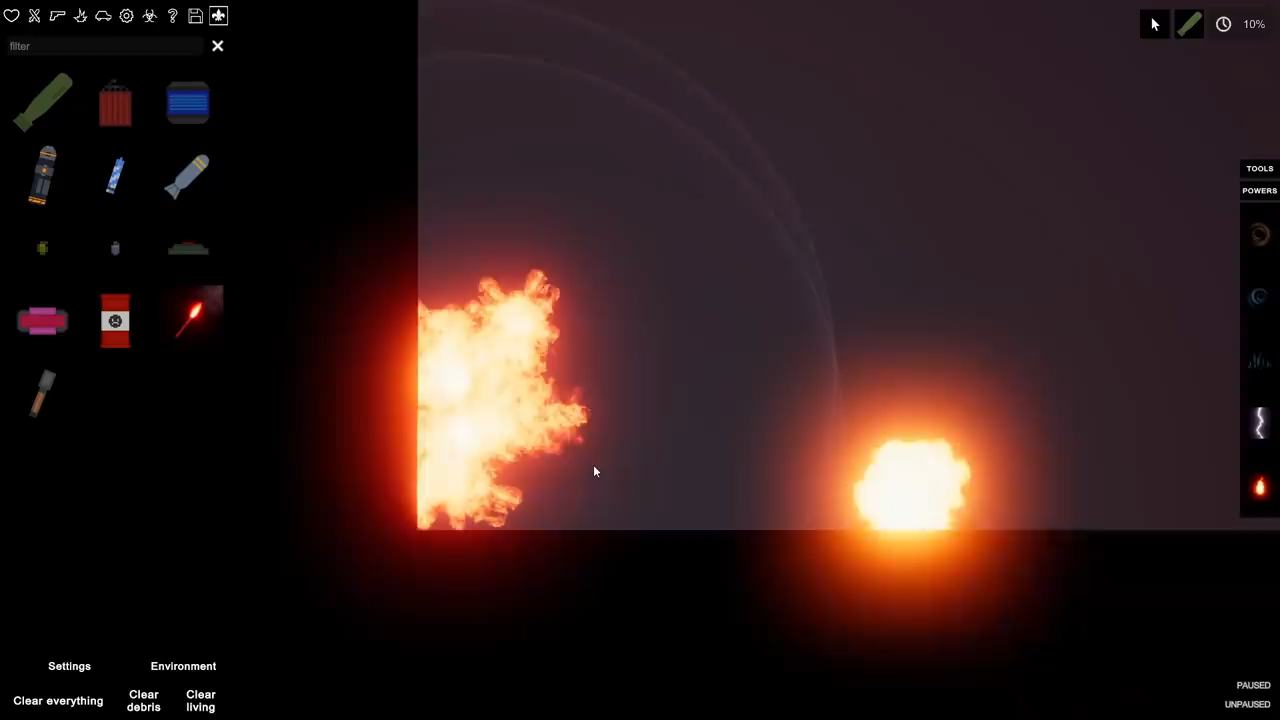 filter
10%
TOOLS
POWERS
Settings
Environment
Clear everything
Clear
debris
Clear
living
PAUSED
UNPAUSED